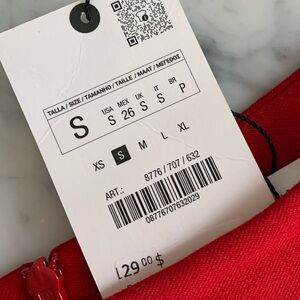 TALLA / SIZE / TAMANHO / TAILLE / MAAT / ΜΕΓΕΘΟΣ
S
USA MEX UK IT BR
S 26 S S P
XS S M L XL
ART.: 8776 / 707 / 632
08776707632029
129 00 $